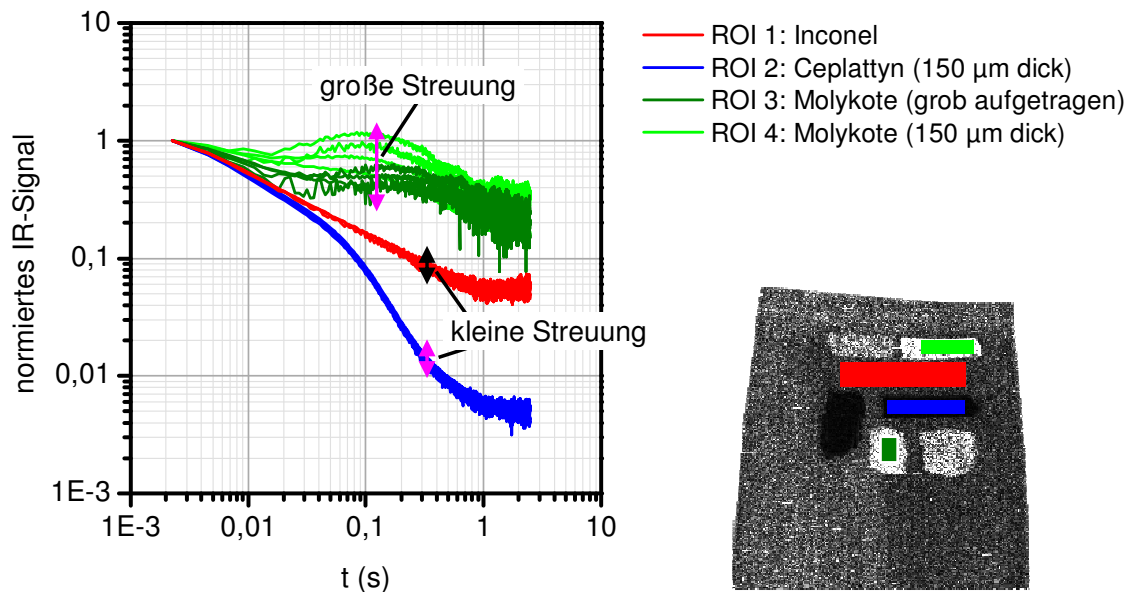 10
1
0,1
0,01
1E-3
1E-3
0,01
0,1
1
10
normiertes IR-Signal
t (s)
große Streuung
kleine Streuung
ROI 1: Inconel
ROI 2: Ceplattyn (150 µm dick)
ROI 3: Molykote (grob aufgetragen)
ROI 4: Molykote (150 µm dick)